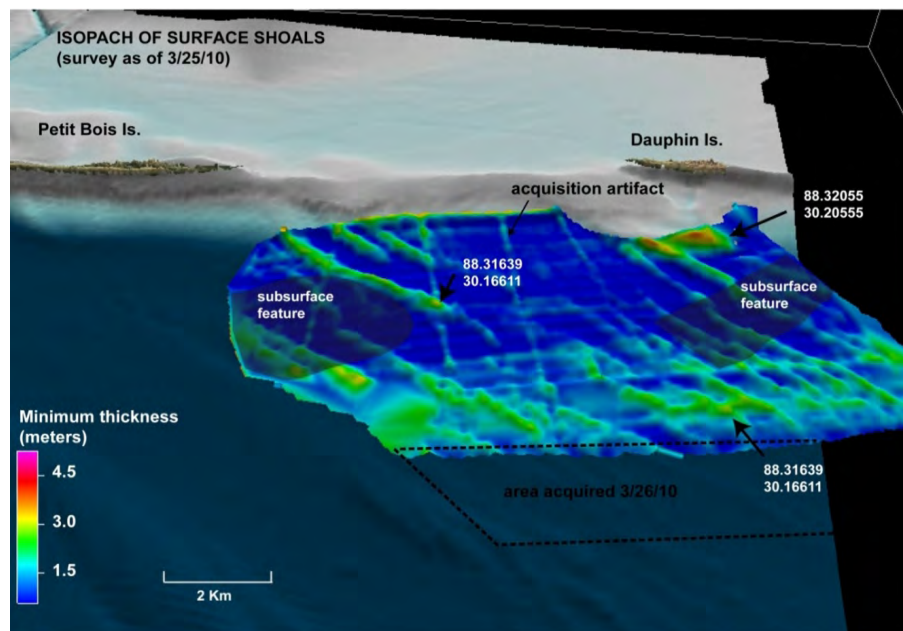 ISOPACH OF SURFACE SHOALS
(survey as of 3/25/10)
Petit Bois Is.
Dauphin Is.
acquisition artifact
88.32055
30.20555
88.31639
30.16611
subsurface
feature
subsurface
feature
Minimum thickness
(meters)
4.5
3.0
1.5
88.31639
30.16611
area acquired 3/26/10
2 Km